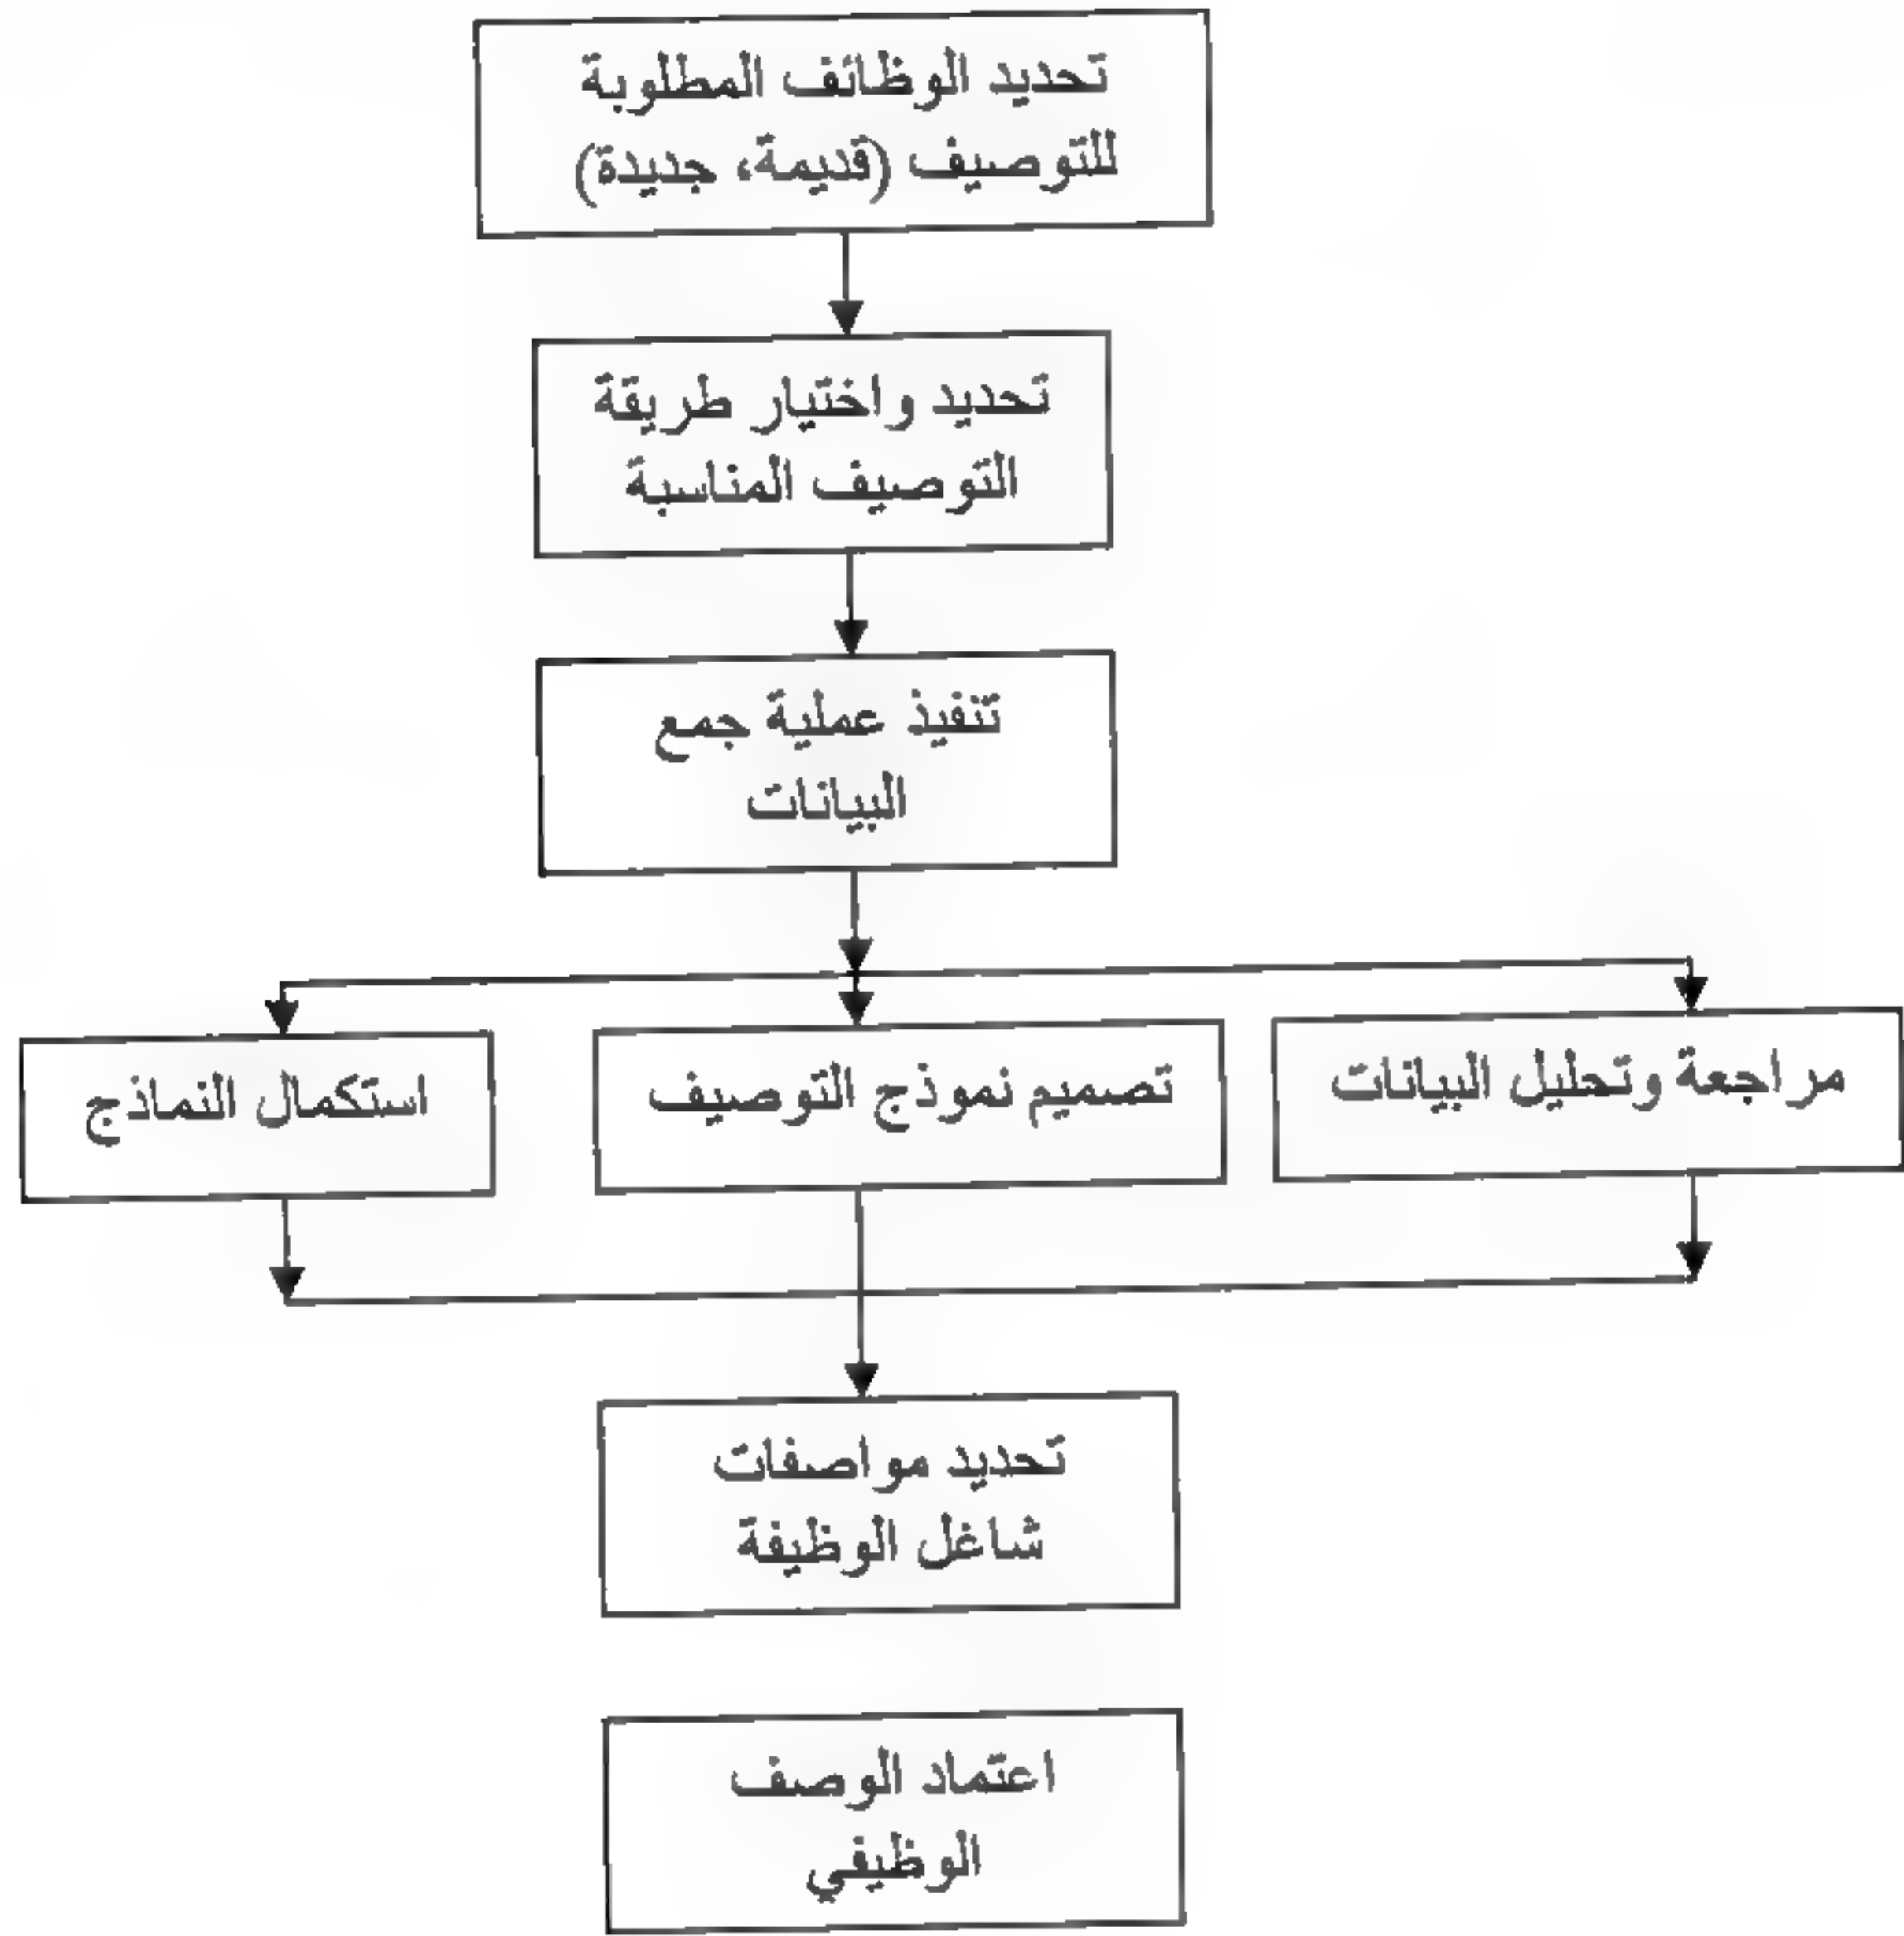 تحديد الوظائف المطلوبة
للتوصيف (قديمة، جديدة)
تحديد واختيار طريقة
التوصيف المناسبة
تنفيذ عملية جمع
البيانات
مراجعة وتحليل البيانات
تصميم نموذج التوصيف
استكمال النماذج
تحديد مواصفات
شاغل الوظيفة
اعتماد الوصف
الوظيفي